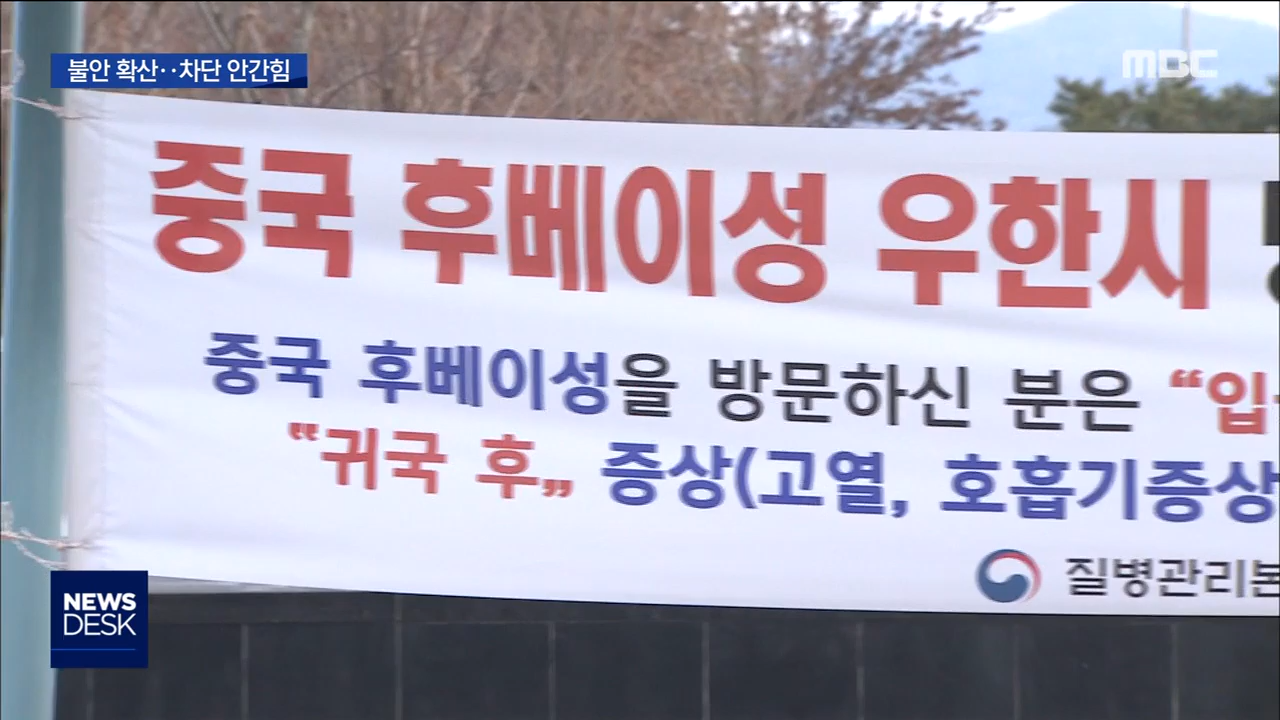 불안 확산‥차단 안간힘
MBC
중국 후베이성 우한시
중국 후베이성을 방문하신 분은 “입
“귀국 후„ 증상(고열, 호흡기증상
질병관리본
NEWS
DESK